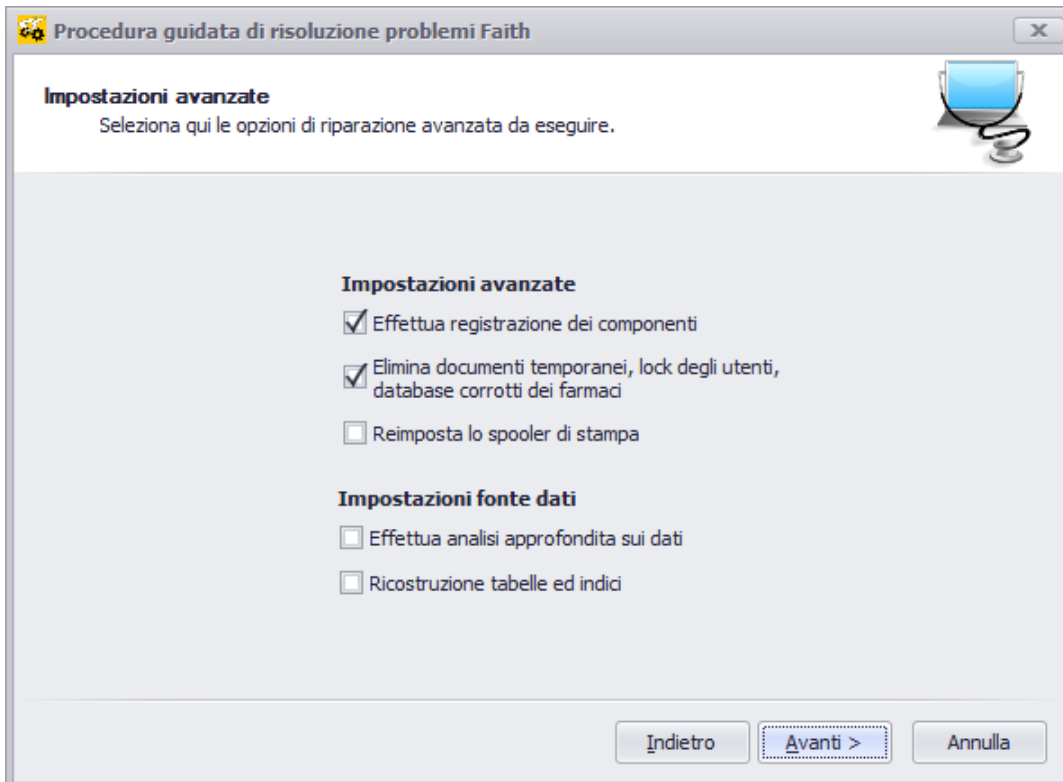 Procedura guidata di risoluzione problemi Faith
Impostazioni avanzate
Seleziona qui le opzioni di riparazione avanzata da eseguire.
Impostazioni avanzate
Effettua registrazione dei componenti
Elimina documenti temporanei, lock degli utenti,
database corrotti dei farmaci
Reimposta lo spooler di stampa
Impostazioni fonte dati
Effettua analisi approfondita sui dati
Ricostruzione tabelle ed indici
Indietro
Avanti >
Annulla